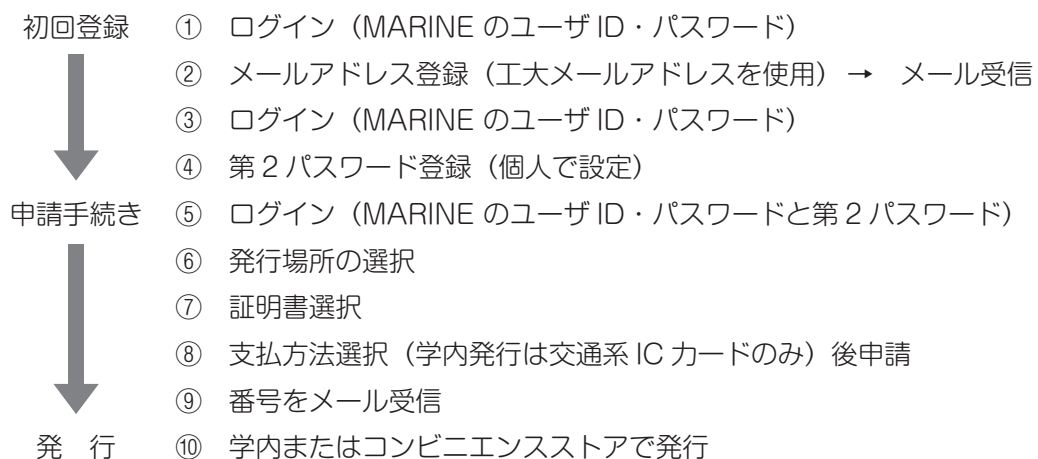 初回登録 ① ログイン（MARINE のユーザ ID・パスワード）
② メールアドレス登録（工大メールアドレスを使用）→ メール受信
③ ログイン（MARINE のユーザ ID・パスワード）
④ 第 2 パスワード登録（個人で設定）
申請手続き ⑤ ログイン（MARINE のユーザ ID・パスワードと第 2 パスワード）
⑥ 発行場所の選択
⑦ 証明書選択
⑧ 支払方法選択（学内発行は交通系 IC カードのみ）後申請
⑨ 番号をメール受信
発 行 ⑩ 学内またはコンビニエンスストアで発行